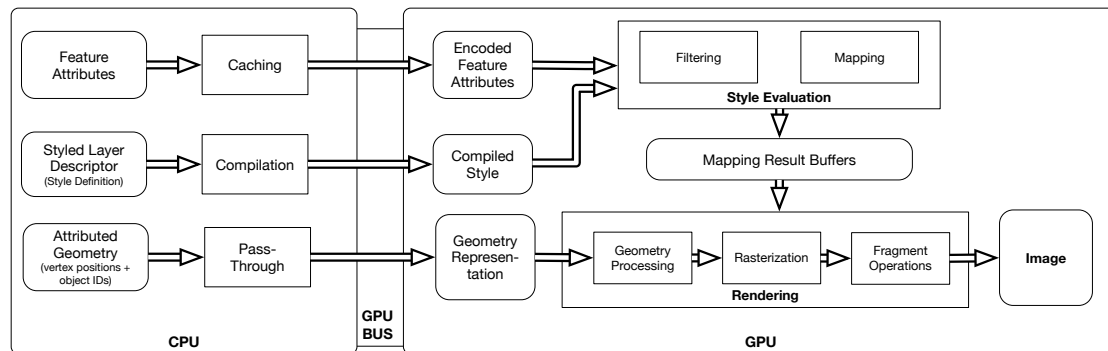 Feature
Attributes
Caching
Encoded
Feature
Attributes
Filtering
Mapping
Style Evaluation
Styled Layer
Descriptor
(Style Definition)
Compilation
Compiled
Style
Mapping Result Buffers
Attributed
Geometry
(vertex positions +
object IDs)
Pass-
Through
Geometry
Represen-
tation
Geometry
Processing
Rasterization
Fragment
Operations
Rendering
Image
CPU
GPU
BUS
GPU